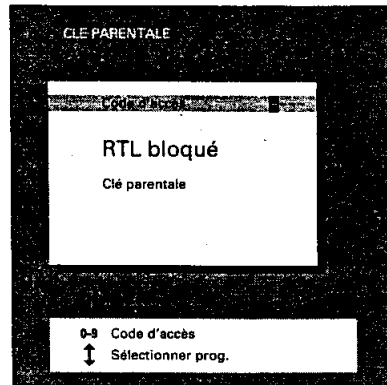 CLE PARENTALE
Code d'accès
RTL bloqué
Clé parentale
0-9 Code d'accès
↕ Sélectionner prog.